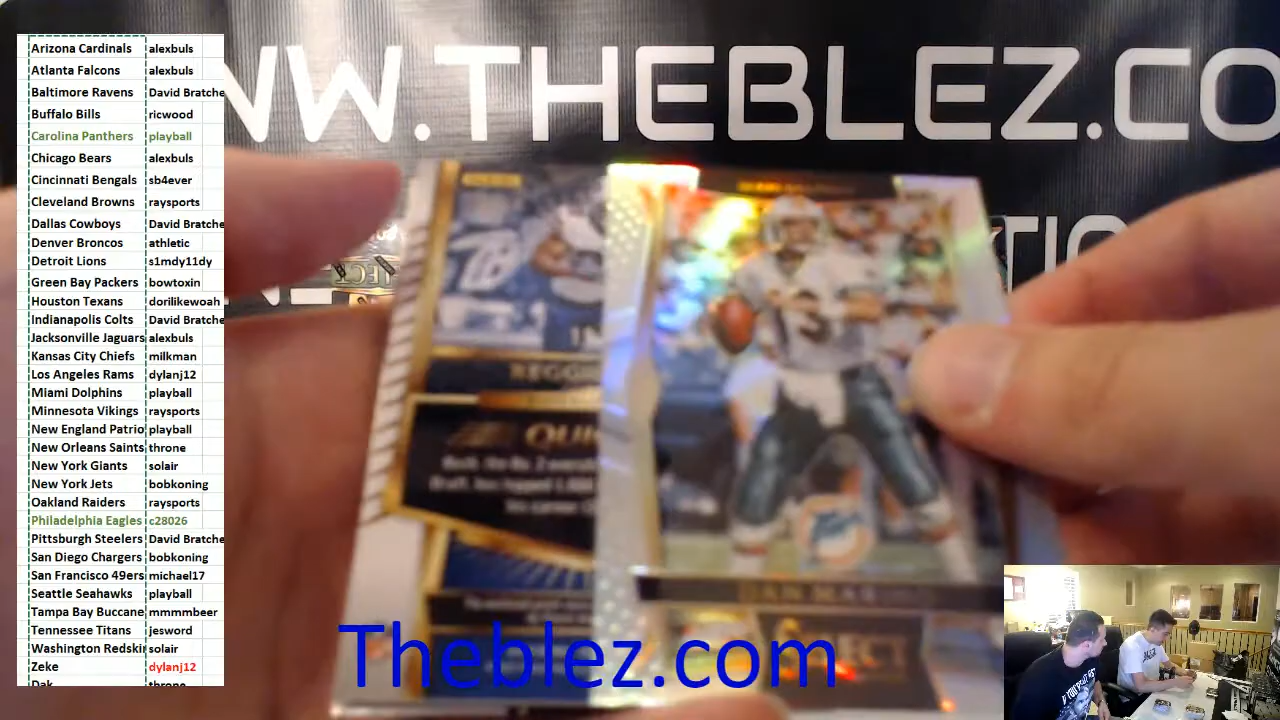 WW.THEBLEZ.CO
Arizona Cardinals alexbuls
Atlanta Falcons alexbuls
Baltimore Ravens David Bratche
Buffalo Bills ricwood
Carolina Panthers playball
Chicago Bears alexbuls
Cincinnati Bengals sb4ever
Cleveland Browns raysports
Dallas Cowboys David Bratche
Denver Broncos athletic
Detroit Lions s1mdy11dy
Green Bay Packers bowtoxin
Houston Texans dorilikewoah
Indianapolis Colts David Bratche
Jacksonville Jaguars alexbuls
Kansas City Chiefs milkman
Los Angeles Rams dylanj12
Miami Dolphins playball
Minnesota Vikings raysports
New England Patrio playball
New Orleans Saints throne
New York Giants solair
New York Jets bobkoning
Oakland Raiders raysports
Philadelphia Eagles c28026
Pittsburgh Steelers David Bratche
San Diego Chargers bobkoning
San Francisco 49ers michael17
Seattle Seahawks playball
Tampa Bay Buccane mmmmbeer
Tennessee Titans jesword
Washington Redskir solair
Zeke dylanj12
Dak throne
REGGI
QUI
Theblez.com